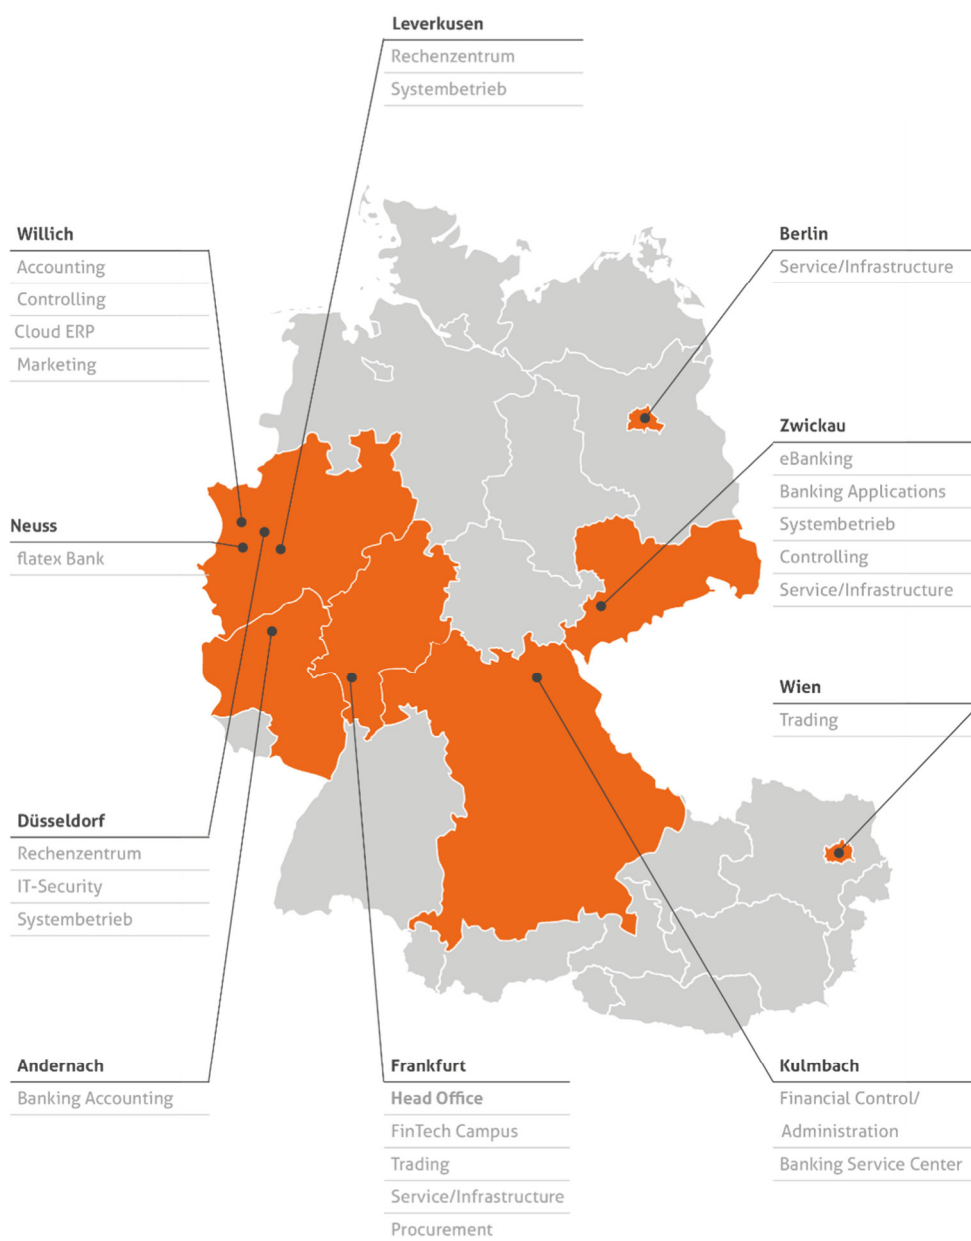 Leverkusen
Rechenzentrum
Systembetrieb
Willich
Accounting
Controlling
Cloud ERP
Marketing
Neuss
flatex Bank
Düsseldorf
Rechenzentrum
IT-Security
Systembetrieb
Andernach
Banking Accounting
Frankfurt
Head Office
FinTech Campus
Trading
Service/Infrastructure
Procurement
Berlin
Service/Infrastructure
Zwickau
eBanking
Banking Applications
Systembetrieb
Controlling
Service/Infrastructure
Wien
Trading
Kulmbach
Financial Control/
Administration
Banking Service Center